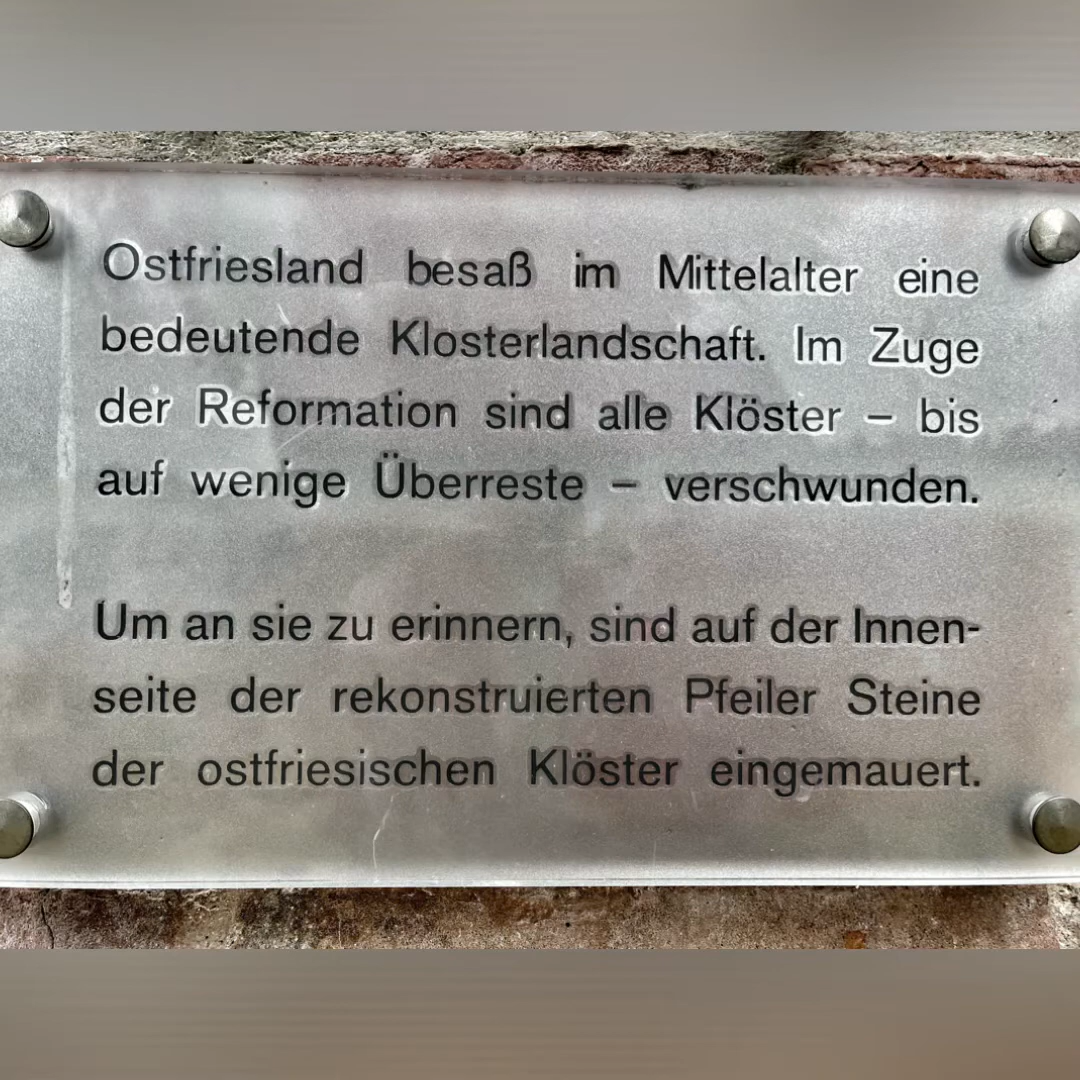 Ostfriesland besaß im Mittelalter eine
bedeutende Klosterlandschaft. Im Zuge
der Reformation sind alle Klöster – bis
auf wenige Überreste – verschwunden.
Um an sie zu erinnern, sind auf der Innen-
seite der rekonstruierten Pfeiler Steine
der ostfriesischen Klöster eingemauert.